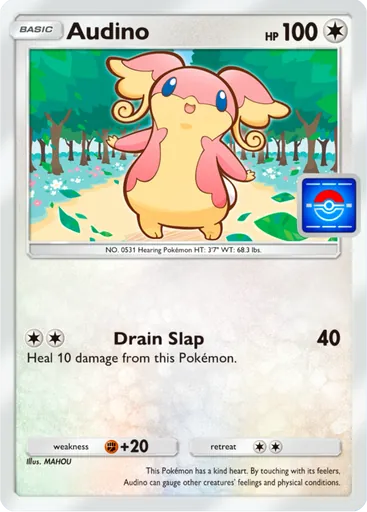 BASIC Audino HP 100
NO. 0531 Hearing Pokémon HT: 3'7" WT: 68.3 lbs.
Drain Slap 40
Heal 10 damage from this Pokémon.
weakness +20 retreat
Illus. MAHOU
This Pokémon has a kind heart. By touching with its feelers,
Audino can gauge other creatures' feelings and physical conditions.